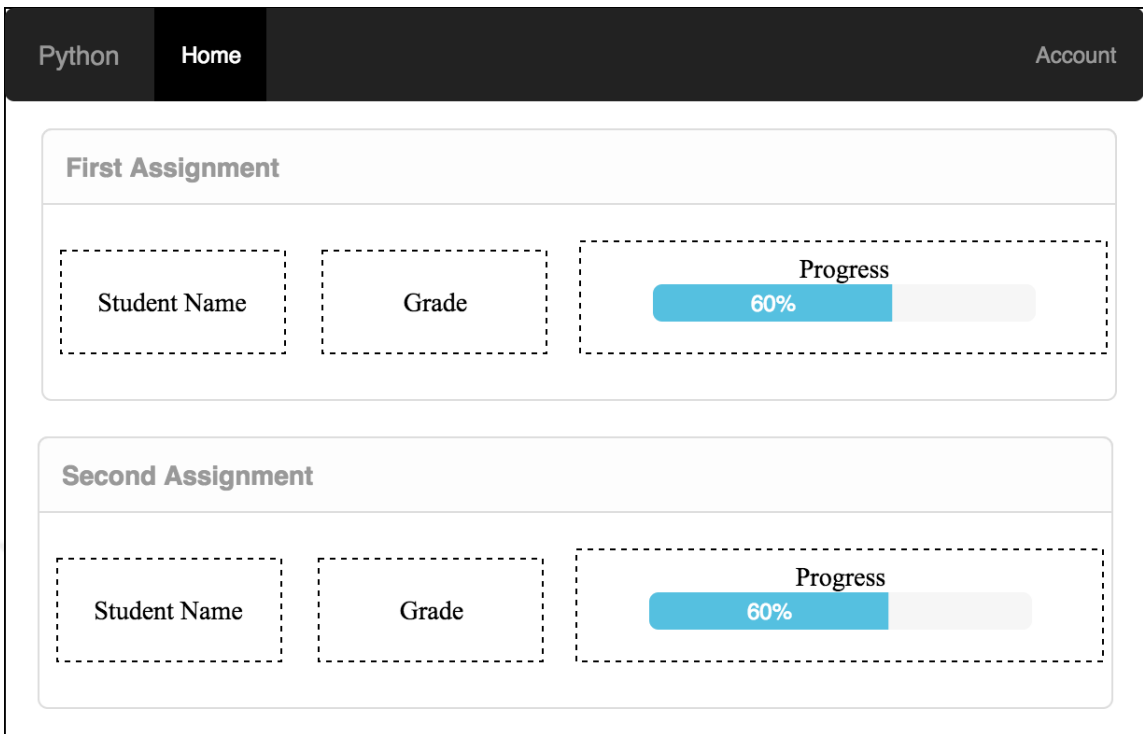 Python Home Account
First Assignment
Student Name Grade Progress
60%
Second Assignment
Student Name Grade Progress
60%